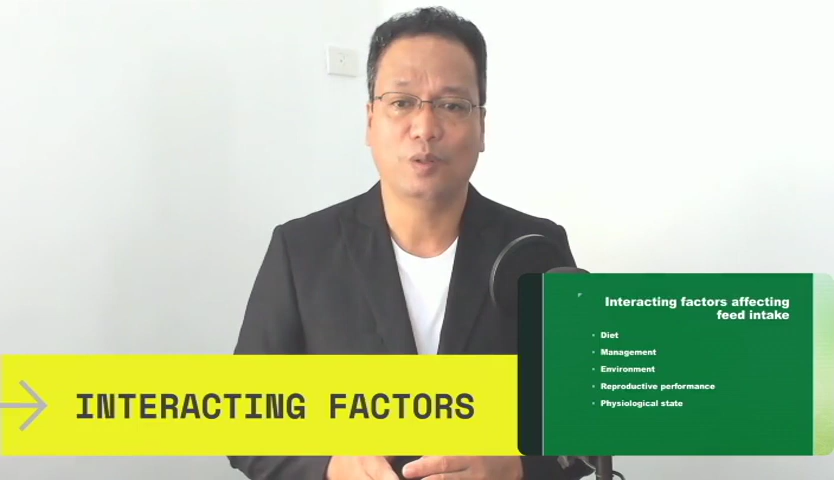 INTERACTING FACTORS
Interacting factors affecting
feed intake
Diet
Management
Environment
Reproductive performance
Physiological state